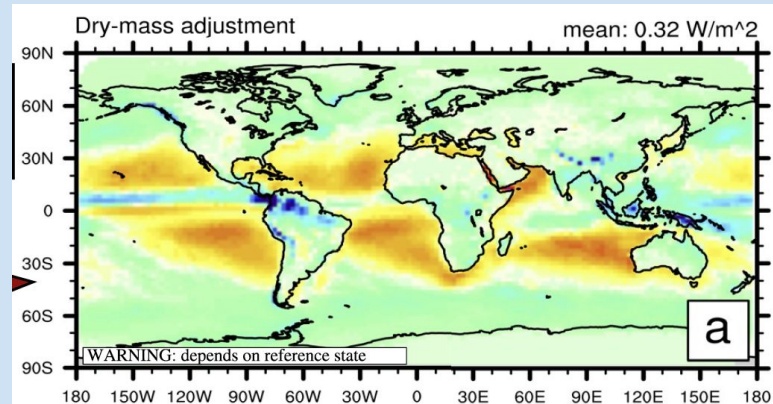 Dry-mass adjustment mean: 0.32 W/m^2
90N
60N
30N
0
30S
60S
90S
a
WARNING: depends on reference state
180 150W 120W 90W 60W 30W 0 30E 60E 90E 120E 150E 180